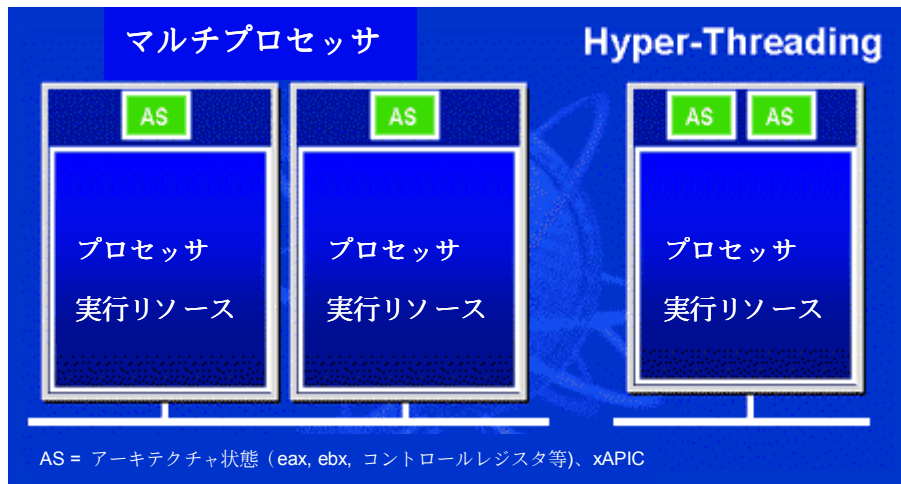 マルチプロセッサ
Hyper-Threading
AS
AS
AS AS
プロセッサ
実行リソース
プロセッサ
実行リソース
プロセッサ
実行リソース
AS = アーキテクチャ状態（eax, ebx, コントロールレジスタ等)、xAPIC